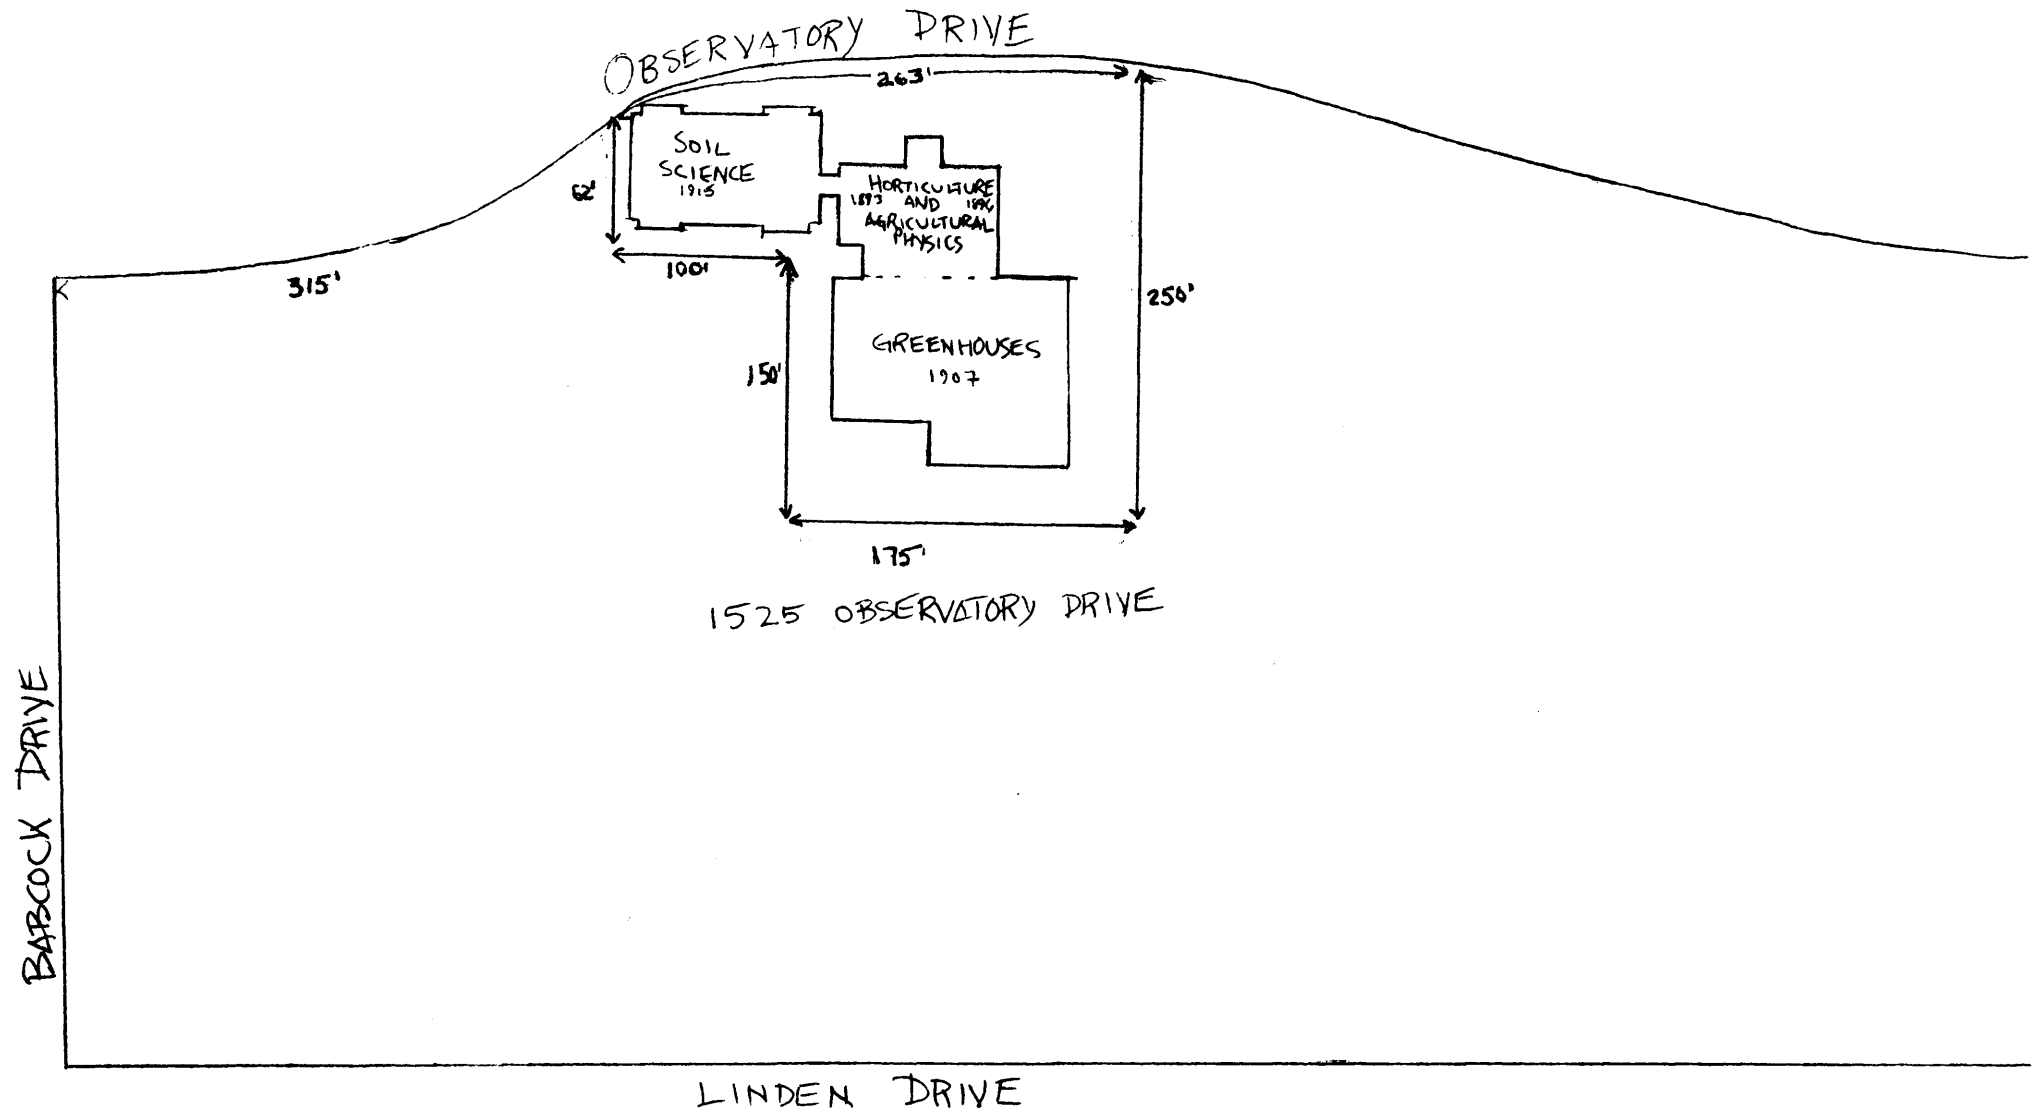 OBSERVATORY DRIVE
263'
SOIL
SCIENCE
1915
62'
HORTICULTURE
1893 AND 1896
AGRICULTURAL
PHYSICS
100'
315'
250'
GREENHOUSES
1907
150'
175'
1525 OBSERVATORY DRIVE
BABCOCK DRIVE
LINDEN DRIVE